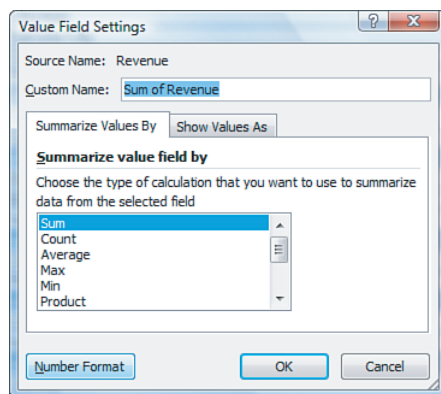 Value Field Settings
?
Source Name: Revenue
Custom Name: Sum of Revenue
Summarize Values By Show Values As
Summarize value field by
Choose the type of calculation that you want to use to summarize
data from the selected field
Sum
Count
Average
Max
Min
Product
Number Format OK Cancel